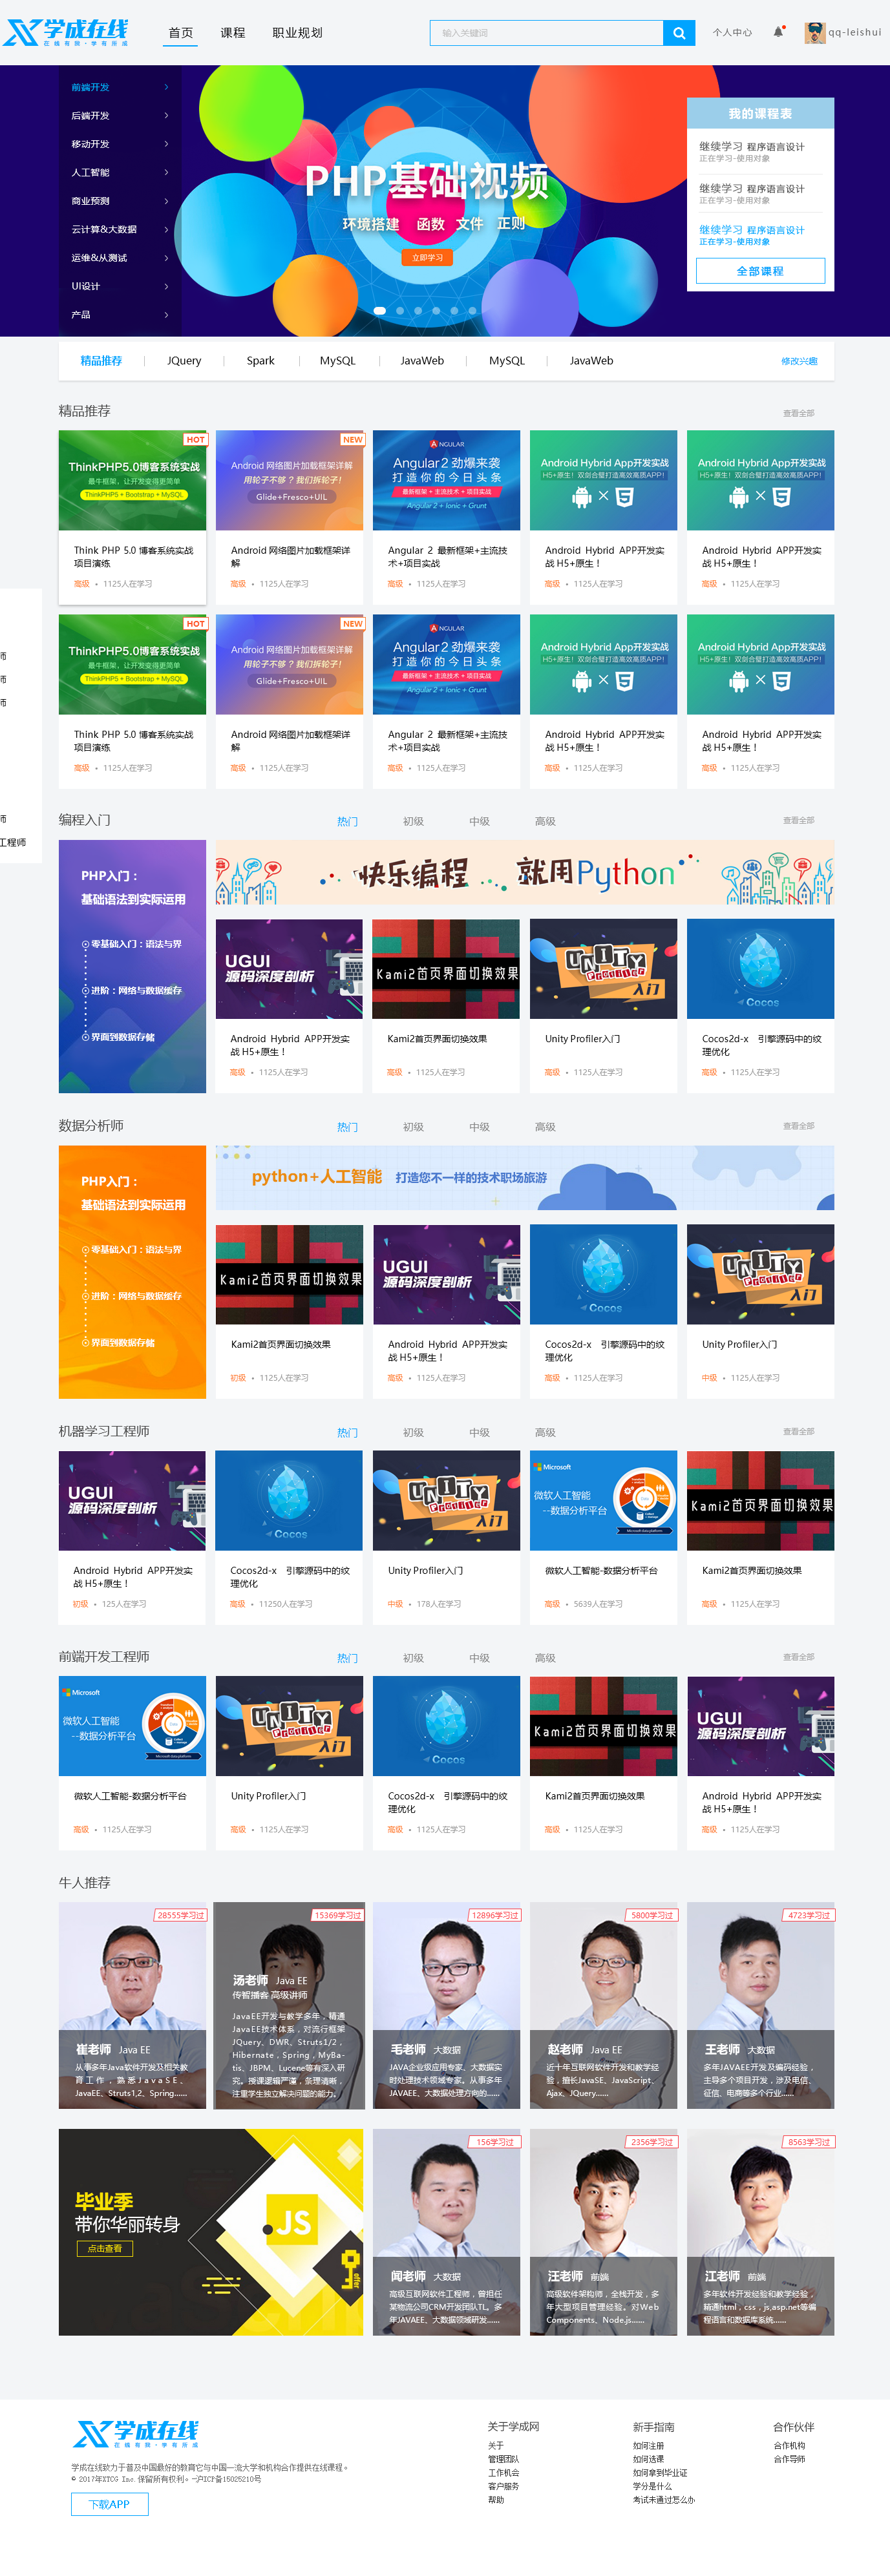 学成在线
在线有限·学有所成
首页 课程 职业规划
输入关键词
个人中心
qq-leishui
前端开发
后端开发
移动开发
人工智能
商业预测
云计算&大数据
运维&从测试
UI设计
产品
PHP基础视频
环境搭建 函数 文件 正则
立即学习
我的课程表
继续学习 程序语言设计
正在学习-使用对象
继续学习 程序语言设计
正在学习-使用对象
继续学习 程序语言设计
正在学习-使用对象
全部课程
精品推荐 JQuery Spark MySQL JavaWeb MySQL JavaWeb
修改兴趣
精品推荐
查看全部
HOT
ThinkPHP5.0博客系统实战
最牛框架，让开发变得更简单
ThinkPHP5 + Bootstrap + MySQL
Think PHP 5.0 博客系统实战
项目演练
高级 • 1125人在学习
NEW
Android 网络图片加载框架详解
用轮子不够？我们拆轮子！
Glide+Fresco+UIL
Android 网络图片加载框架详
解
高级 • 1125人在学习
ANGULAR
Angular2 劲爆来袭
打造你的今日头条
最新框架 + 主流技术 + 项目实战
Angular 2 + Ionic + Grunt
Angular 2 最新框架+主流技
术+项目实战
高级 • 1125人在学习
Android Hybrid App开发实战
H5+原生！双剑合璧打造高效高质APP！
Android Hybrid APP开发实
战 H5+原生！
高级 • 1125人在学习
Android Hybrid App开发实战
H5+原生！双剑合璧打造高效高质APP！
Android Hybrid APP开发实
战 H5+原生！
高级 • 1125人在学习
HOT
ThinkPHP5.0博客系统实战
最牛框架，让开发变得更简单
ThinkPHP5 + Bootstrap + MySQL
Think PHP 5.0 博客系统实战
项目演练
高级 • 1125人在学习
NEW
Android 网络图片加载框架详解
用轮子不够？我们拆轮子！
Glide+Fresco+UIL
Android 网络图片加载框架详
解
高级 • 1125人在学习
ANGULAR
Angular2 劲爆来袭
打造你的今日头条
最新框架 + 主流技术 + 项目实战
Angular 2 + Ionic + Grunt
Angular 2 最新框架+主流技
术+项目实战
高级 • 1125人在学习
Android Hybrid App开发实战
H5+原生！双剑合璧打造高效高质APP！
Android Hybrid APP开发实
战 H5+原生！
高级 • 1125人在学习
Android Hybrid App开发实战
H5+原生！双剑合璧打造高效高质APP！
Android Hybrid APP开发实
战 H5+原生！
高级 • 1125人在学习
师
师
师
师
工程师
编程入门
热门 初级 中级 高级
查看全部
PHP入门：
基础语法到实际运用
零基础入门：语法与界
进阶：网络与数据缓存
界面到数据存储
快乐编程 就用Python
UGUI
源码深度剖析
Android Hybrid APP开发实
战 H5+原生！
高级 • 1125人在学习
Kami2首页界面切换效果
Kami2首页界面切换效果
高级 • 1125人在学习
UNITY
PROFILER
入门
Unity Profiler入门
高级 • 1125人在学习
Cocos
Cocos2d-x 引擎源码中的纹
理优化
高级 • 1125人在学习
数据分析师
热门 初级 中级 高级
查看全部
PHP入门：
基础语法到实际运用
零基础入门：语法与界
进阶：网络与数据缓存
界面到数据存储
python+人工智能 打造您不一样的技术职场旅游
Kami2首页界面切换效果
Kami2首页界面切换效果
初级 • 1125人在学习
UGUI
源码深度剖析
Android Hybrid APP开发实
战 H5+原生！
高级 • 1125人在学习
Cocos
Cocos2d-x 引擎源码中的纹
理优化
高级 • 1125人在学习
UNITY
PROFILER
入门
Unity Profiler入门
中级 • 1125人在学习
机器学习工程师
热门 初级 中级 高级
查看全部
UGUI
源码深度剖析
Android Hybrid APP开发实
战 H5+原生！
初级 • 125人在学习
Cocos
Cocos2d-x 引擎源码中的纹
理优化
高级 • 11250人在学习
UNITY
PROFILER
入门
Unity Profiler入门
中级 • 178人在学习
Microsoft
微软人工智能
--数据分析平台
微软人工智能-数据分析平台
高级 • 5639人在学习
Kami2首页界面切换效果
Kami2首页界面切换效果
高级 • 1125人在学习
前端开发工程师
热门 初级 中级 高级
查看全部
Microsoft
微软人工智能
--数据分析平台
微软人工智能-数据分析平台
高级 • 1125人在学习
UNITY
PROFILER
入门
Unity Profiler入门
高级 • 1125人在学习
Cocos
Cocos2d-x 引擎源码中的纹
理优化
高级 • 1125人在学习
Kami2首页界面切换效果
Kami2首页界面切换效果
高级 • 1125人在学习
UGUI
源码深度剖析
Android Hybrid APP开发实
战 H5+原生！
高级 • 1125人在学习
牛人推荐
28555学习过
崔老师 Java EE
从事多年Java软件开发及相关教
育工作，熟悉JavaSE、
JavaEE、Struts1,2、Spring......
15369学习过
汤老师 Java EE
传智播客 高级讲师
JavaEE开发与教学多年，精通
JavaEE技术体系，对流行框架
JQuery、DWR、Struts1/2，
Hibernate，Spring，MyBa-
tis、JBPM、Lucene等有深入研
究。授课逻辑严谨，条理清晰，
注重学生独立解决问题的能力。
12896学习过
毛老师 大数据
JAVA企业级应用专家、大数据实
时处理技术领域专家。从事多年
JAVAEE、大数据处理方向的......
5800学习过
赵老师 Java EE
近十年互联网软件开发和教学经
验，擅长JavaSE、JavaScript、
Ajax、JQuery......
4723学习过
王老师 大数据
多年JAVAEE开发及编码经验，
主导多个项目开发，涉及电信、
征信、电商等多个行业......
毕业季
带你华丽转身
点击查看
JS
offer
156学习过
闻老师 大数据
高级互联网软件工程师，曾担任
某物流公司CRM开发团队TL。多
年JAVAEE、大数据领域研发......
2356学习过
汪老师 前端
高级软件架构师，全栈开发，多
年大型项目管理经验。对Web
Components、Node.js......
8563学习过
江老师 前端
多年软件开发经验和教学经验，
精通html，css，js,asp.net等编
程语言和数据库系统......
学成在线
在线有限·学有所成
学成在线致力于普及中国最好的教育它与中国一流大学和机构合作提供在线课程。
© 2017年XTCG Inc.保留所有权利。-沪ICP备15025210号
下载APP
关于学成网
关于
管理团队
工作机会
客户服务
帮助
新手指南
如何注册
如何选课
如何拿到毕业证
学分是什么
考试未通过怎么办
合作伙伴
合作机构
合作导师